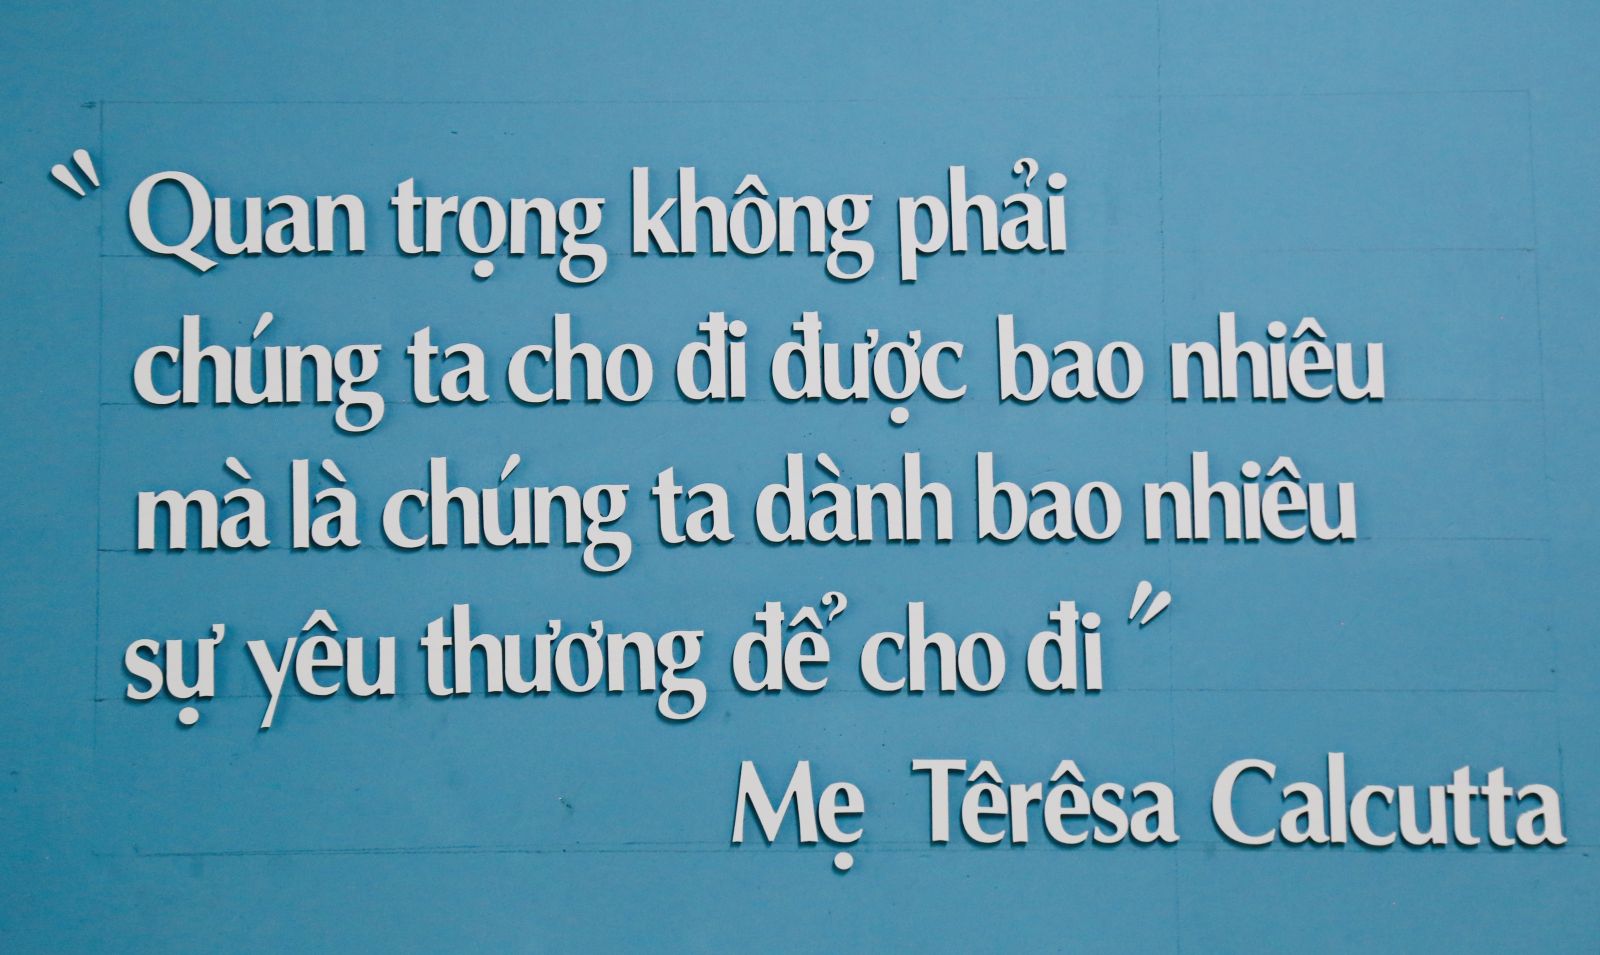 "Quan trọng không phải
chúng ta cho đi được bao nhiêu
mà là chúng ta dành bao nhiêu
sự yêu thương để cho đi"
Mẹ Têrêsa Calcutta